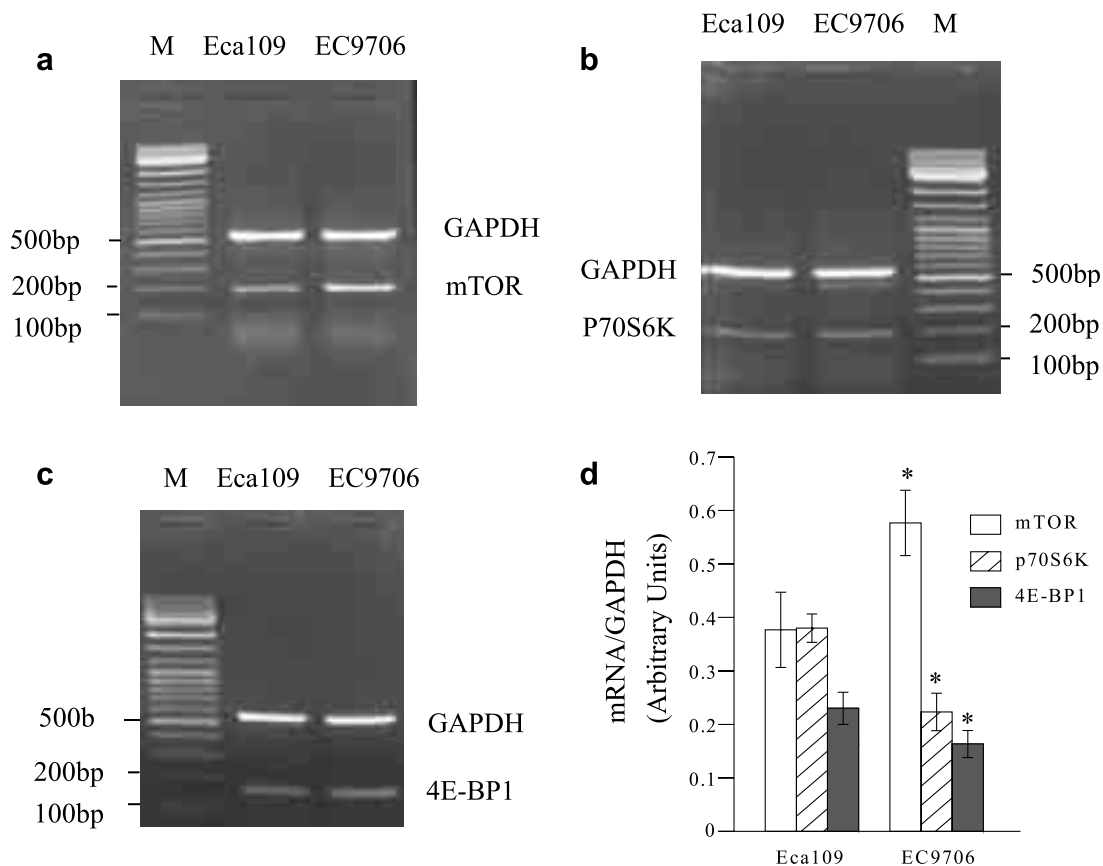 a
M Eca109 EC9706
500bp
200bp
100bp
GAPDH
mTOR
b
Eca109 EC9706 M
GAPDH
P70S6K
500bp
200bp
100bp
c
M Eca109 EC9706
500b
200bp
100bp
GAPDH
4E-BP1
d
mRNA/GAPDH
(Arbitrary Units)
0.7
0.6
0.5
0.4
0.3
0.2
0.1
0
*
*
*
mTOR
p70S6K
4E-BP1
Eca109 EC9706